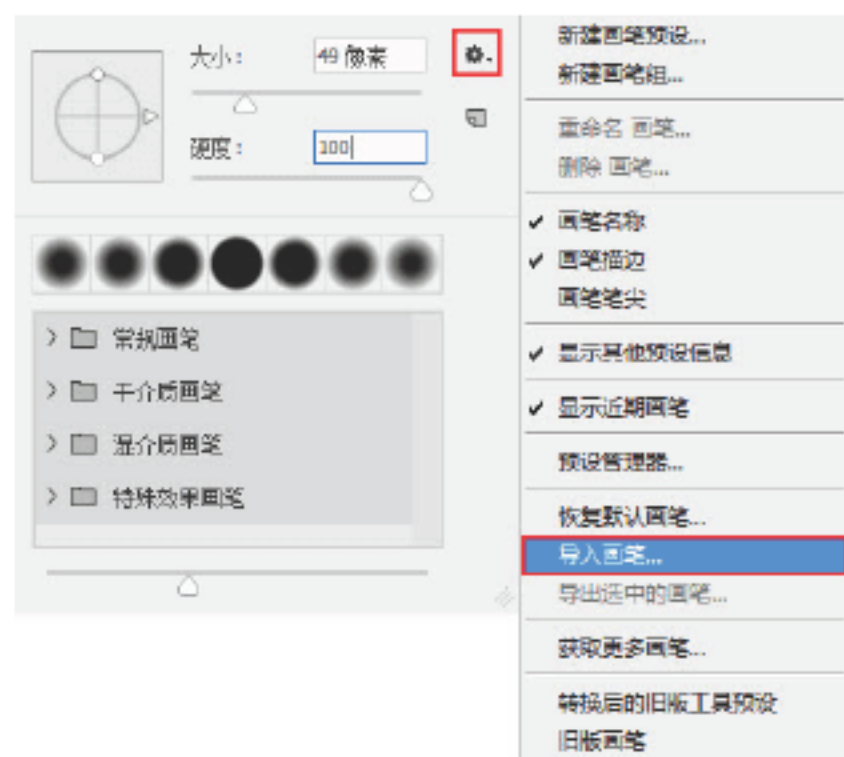 大小：
49 像素
硬度：
100
常规画笔
干介质画笔
湿介质画笔
特殊效果画笔
新建画笔预设...
新建画笔组...
重命名 画笔...
删除 画笔...
画笔名称
画笔描边
画笔笔尖
显示其他预设信息
显示近期画笔
预设管理器...
恢复默认画笔...
导入画笔...
导出选中的画笔...
获取更多画笔...
转换后的旧版工具预设
旧版画笔